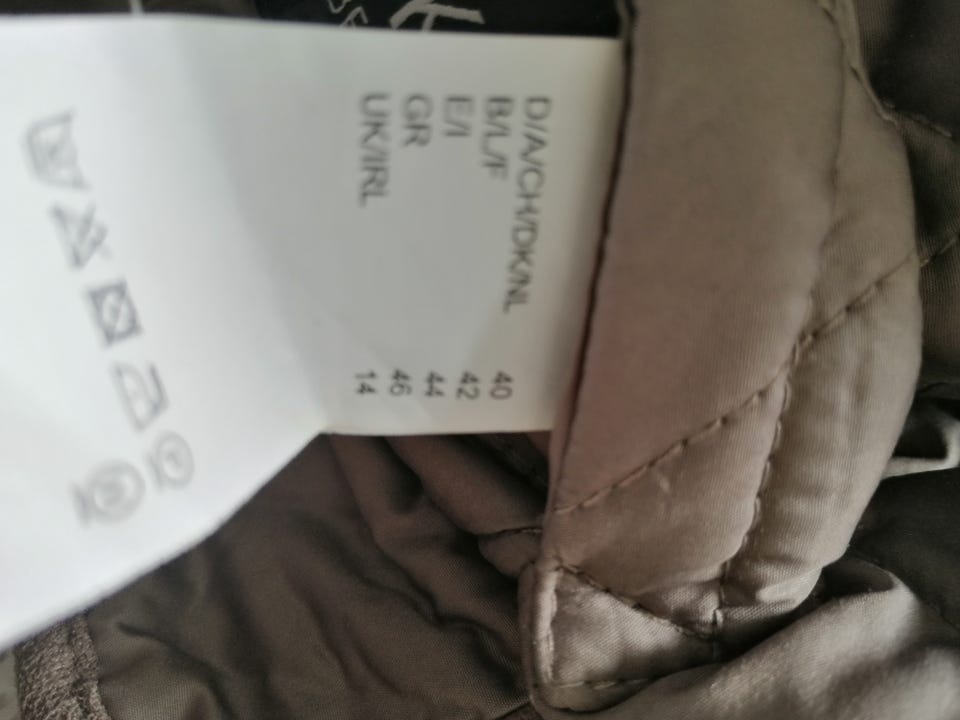 D/A/CH/DK/NL 40
B/L/F 42
E/I 44
GR 46
UK/IRL 14